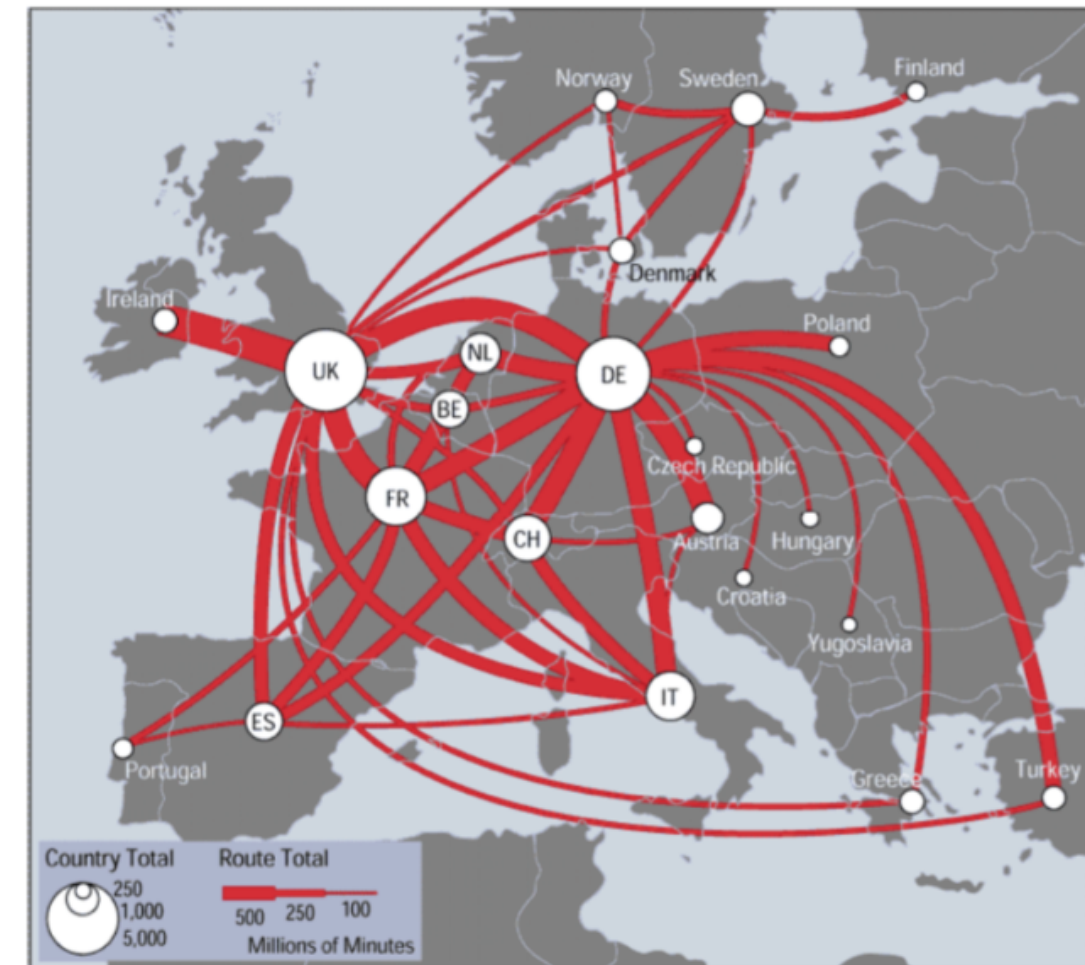 Norway
Sweden
Finland
Denmark
Ireland
Poland
UK
NL
DE
BE
Czech Republic
FR
CH
Austria
Hungary
Croatia
Yugoslavia
IT
ES
Portugal
Greece
Turkey
Country Total
250
1,000
5,000
Route Total
500 250 100
Millions of Minutes